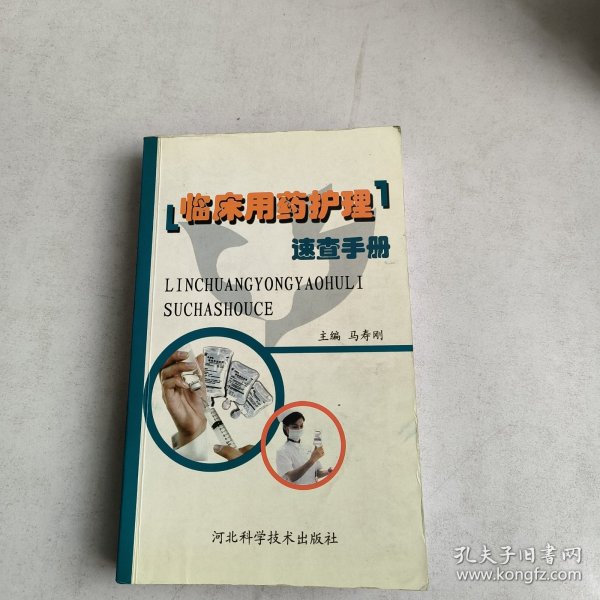 临床用药护理
速查手册
LINCHUANGYONGYAOHULI
SUCHASHOUCE
主编 马寿刚
河北科学技术出版社
孔夫子旧书网
www.kongfz.com